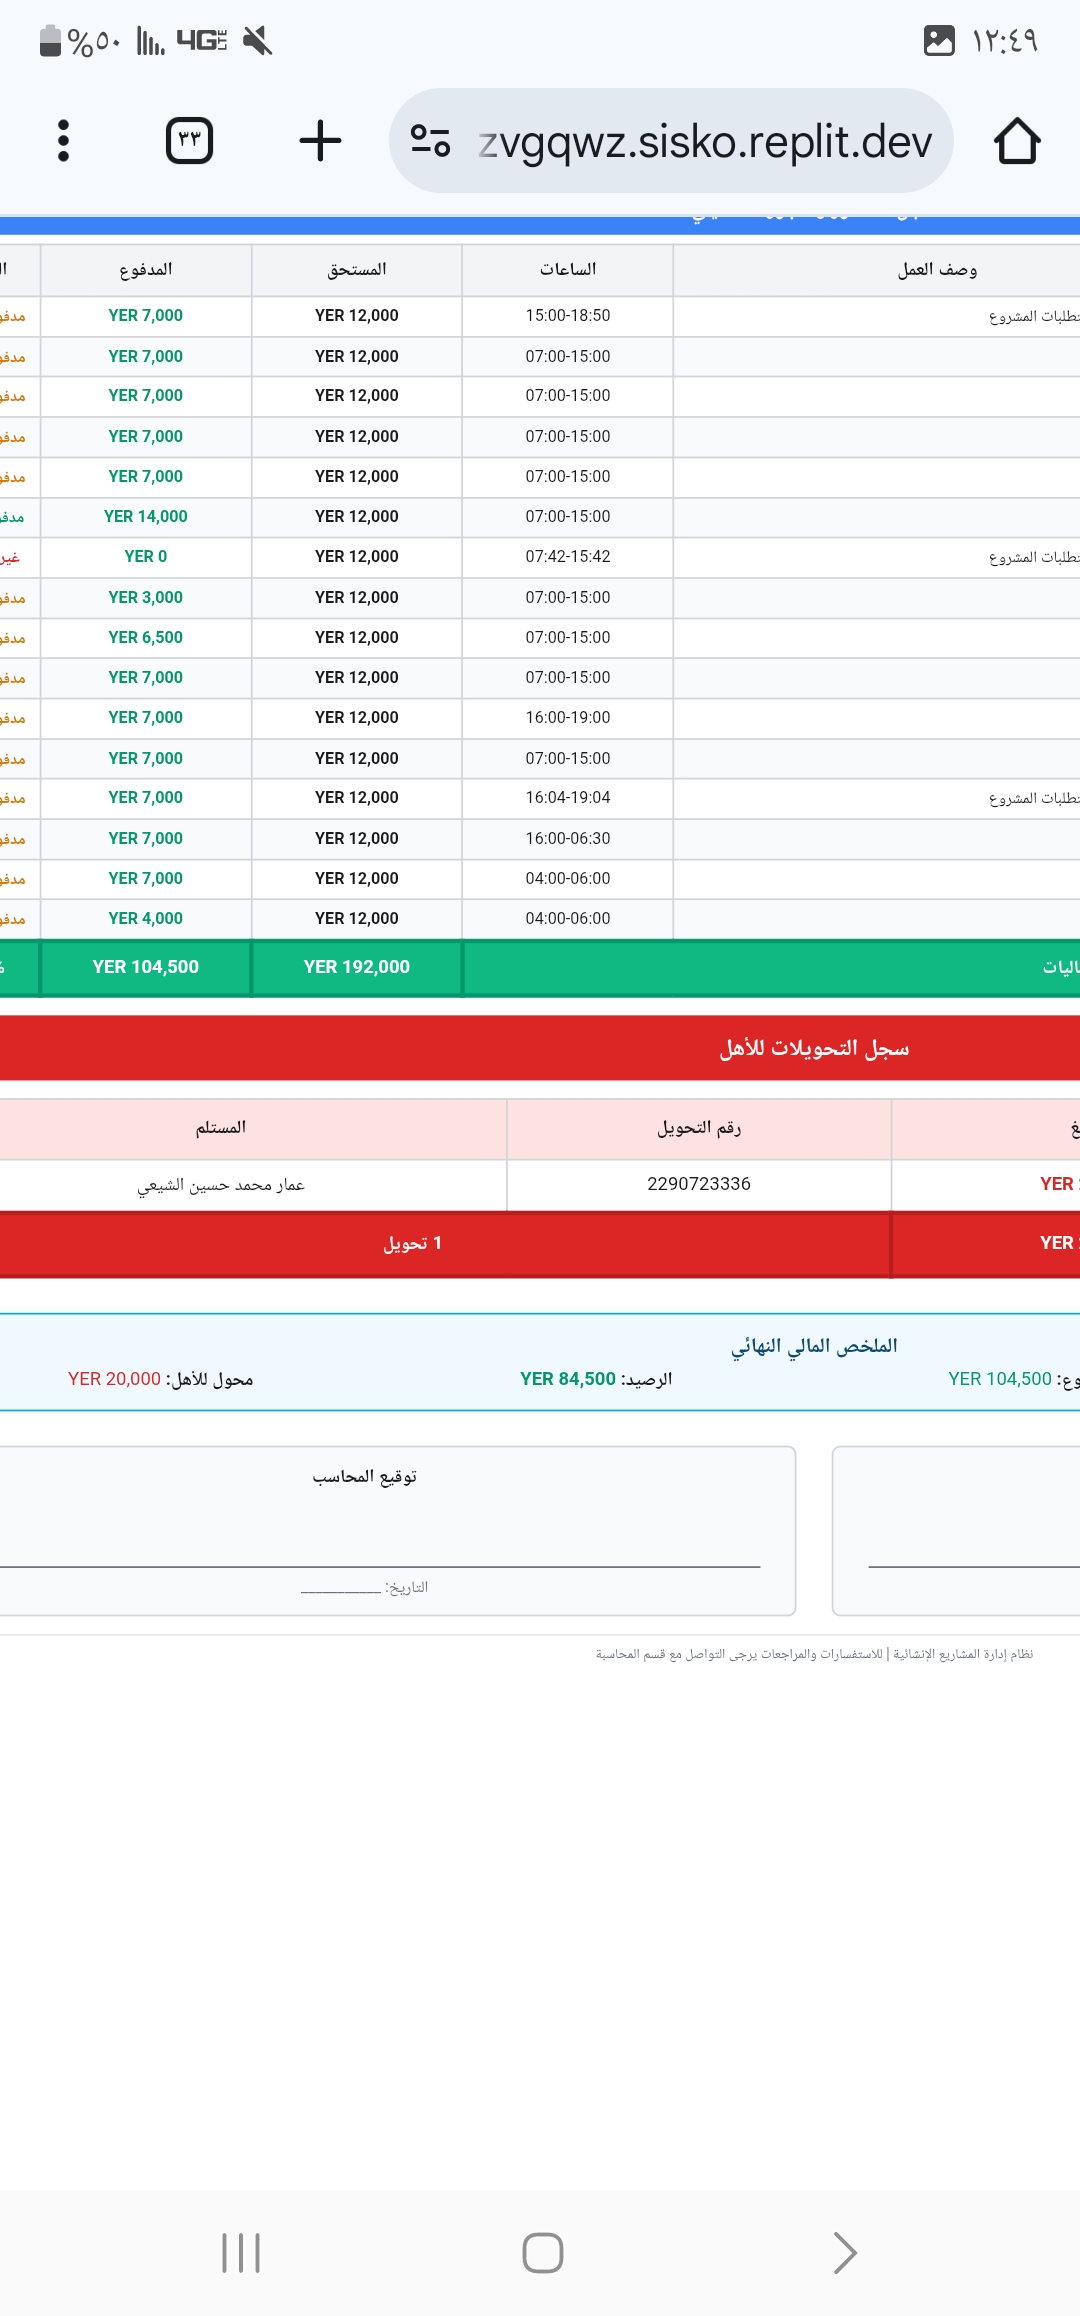 ١٢:٤٩ 4G LTE %٥٠
zvgqwz.sisko.replit.dev ٣٣
وصف العمل الساعات المستحق المدفوع
تطلبات المشروع 15:00-18:50 YER 12,000 YER 7,000 مدفو
07:00-15:00 YER 12,000 YER 7,000 مدفو
07:00-15:00 YER 12,000 YER 7,000 مدفو
07:00-15:00 YER 12,000 YER 7,000 مدفو
07:00-15:00 YER 12,000 YER 7,000 مدفو
07:00-15:00 YER 12,000 YER 14,000 مدفو
تطلبات المشروع 07:42-15:42 YER 12,000 YER 0 غير
07:00-15:00 YER 12,000 YER 3,000 مدفو
07:00-15:00 YER 12,000 YER 6,500 مدفو
07:00-15:00 YER 12,000 YER 7,000 مدفو
16:00-19:00 YER 12,000 YER 7,000 مدفو
07:00-15:00 YER 12,000 YER 7,000 مدفو
تطلبات المشروع 16:04-19:04 YER 12,000 YER 7,000 مدفو
16:00-06:30 YER 12,000 YER 7,000 مدفو
04:00-06:00 YER 12,000 YER 7,000 مدفو
04:00-06:00 YER 12,000 YER 4,000 مدفو
اليات YER 192,000 YER 104,500 %
سجل التحويلات للأهل
غ رقم التحويل المستلم
YER 2290723336 عمار محمد حسين الشيعي
YER 1 تحويل
الملخص المالي النهائي
وع: YER 104,500 الرصيد: YER 84,500 محول للأهل: YER 20,000
توقيع المحاسب
التاريخ: __________
نظام إدارة المشاريع الإنشائية | للاستفسارات والمراجعات يرجى التواصل مع قسم المحاسبة